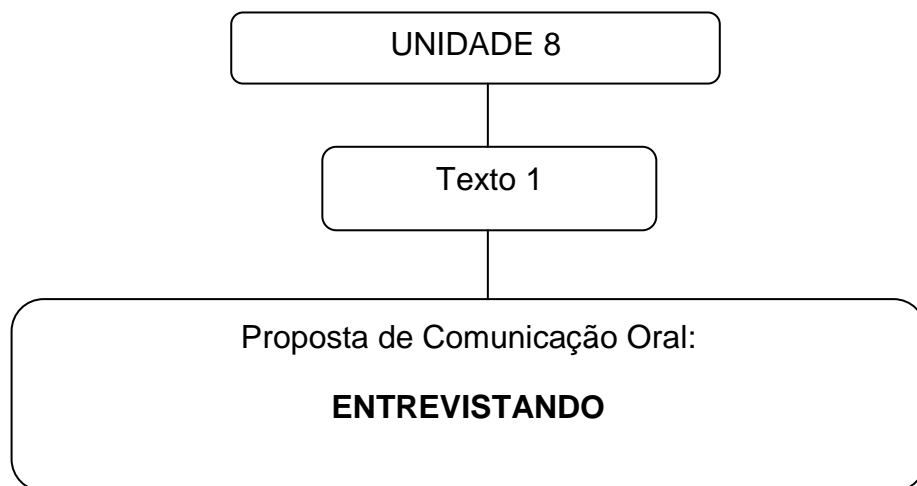 UNIDADE 8
Texto 1
Proposta de Comunicação Oral:
ENTREVISTANDO